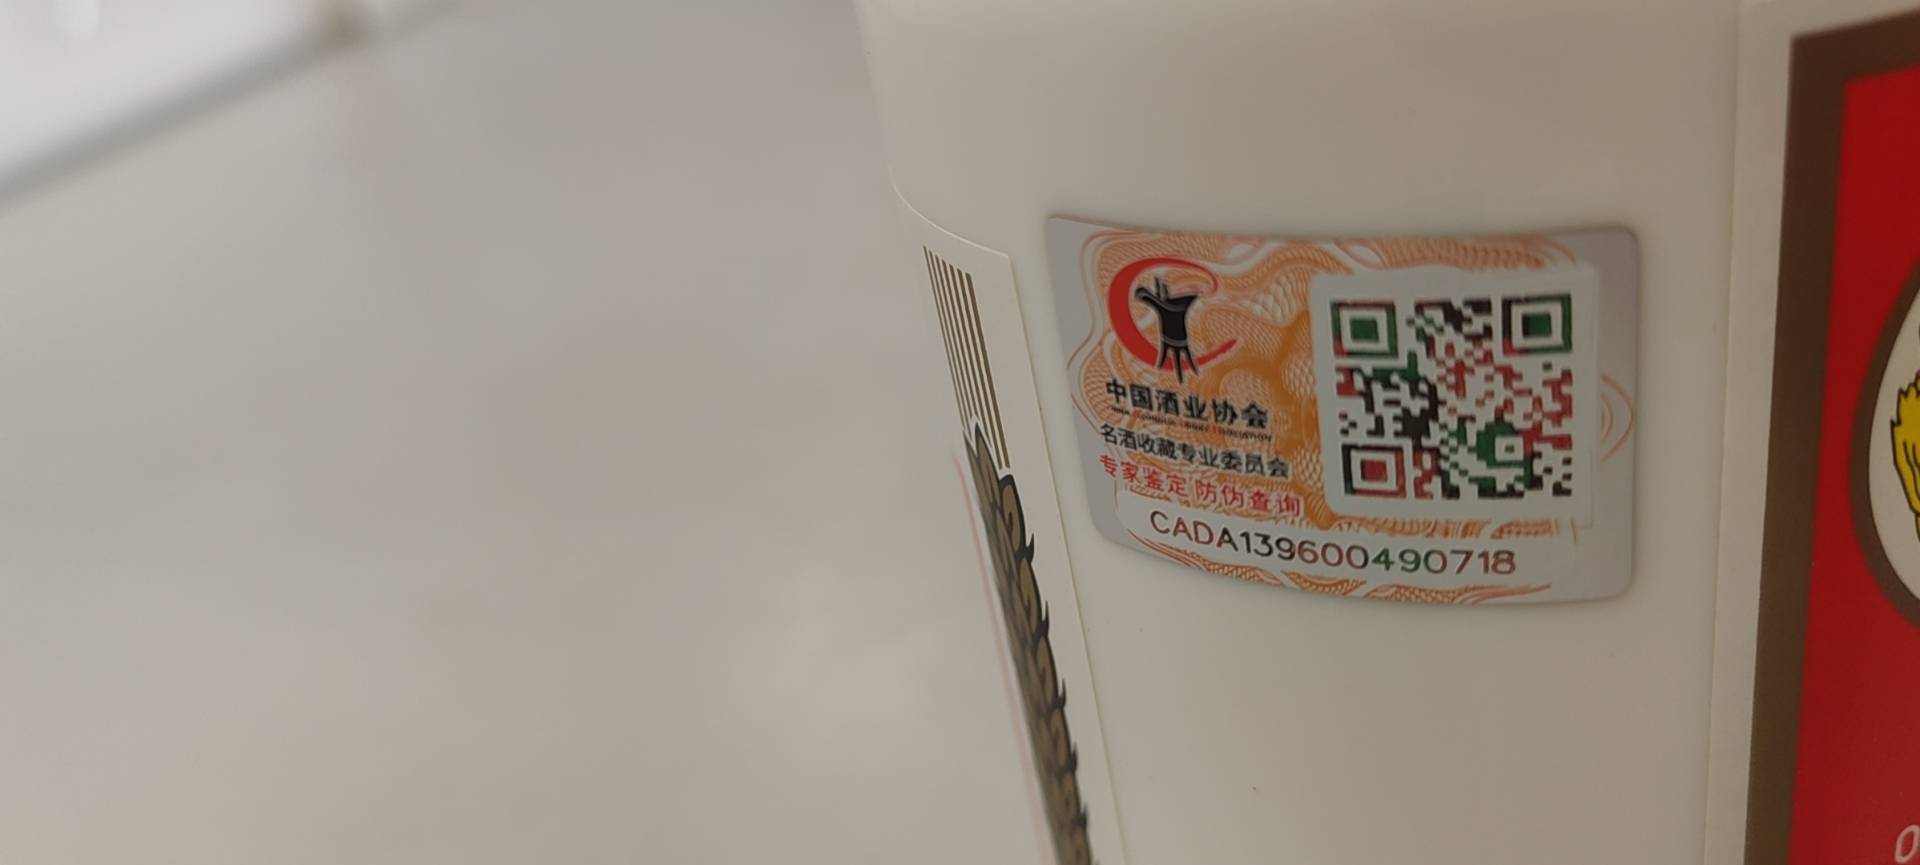 中国酒业协会
名酒收藏专业委员会
专家鉴定 防伪查询
CADA139600490718